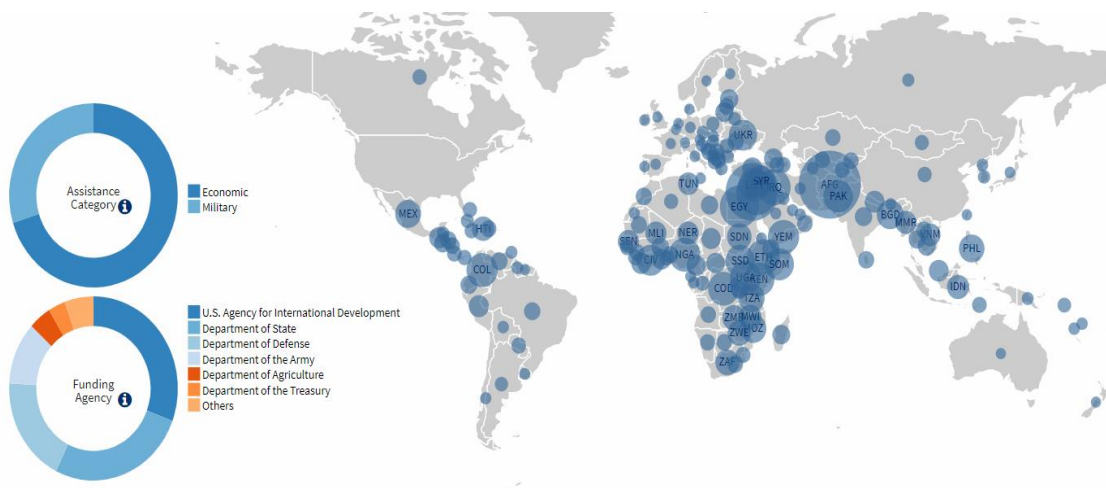 Assistance
Category i
Economic
Military
Funding
Agency i
U.S. Agency for International Development
Department of State
Department of Defense
Department of the Army
Department of Agriculture
Department of the Treasury
Others
UKR
TUN
SYR
AFG
PAK
EGY
MEX
HTI
BGD
MMR
VNM
SEN
MLI
NER
SDN
YEM
PHL
CIV
NGA
SSD
ETH
SOM
COL
UGA
KEN
COD
IDN
TZA
ZMB
MWI
ZWE
MOZ
ZAF